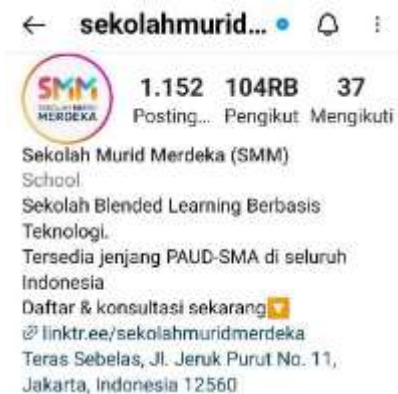 sekolahmurid...
SMM
MERDEKA
1.152 104RB 37
Posting... Pengikut Mengikuti
Sekolah Murid Merdeka (SMM)
School
Sekolah Blended Learning Berbasis
Teknologi.
Tersedia jenjang PAUD-SMA di seluruh
Indonesia
Daftar & konsultasi sekarang
linktr.ee/sekolahmuridmerdeka
Teras Sebelas, Jl. Jeruk Purut No. 11,
Jakarta, Indonesia 12560